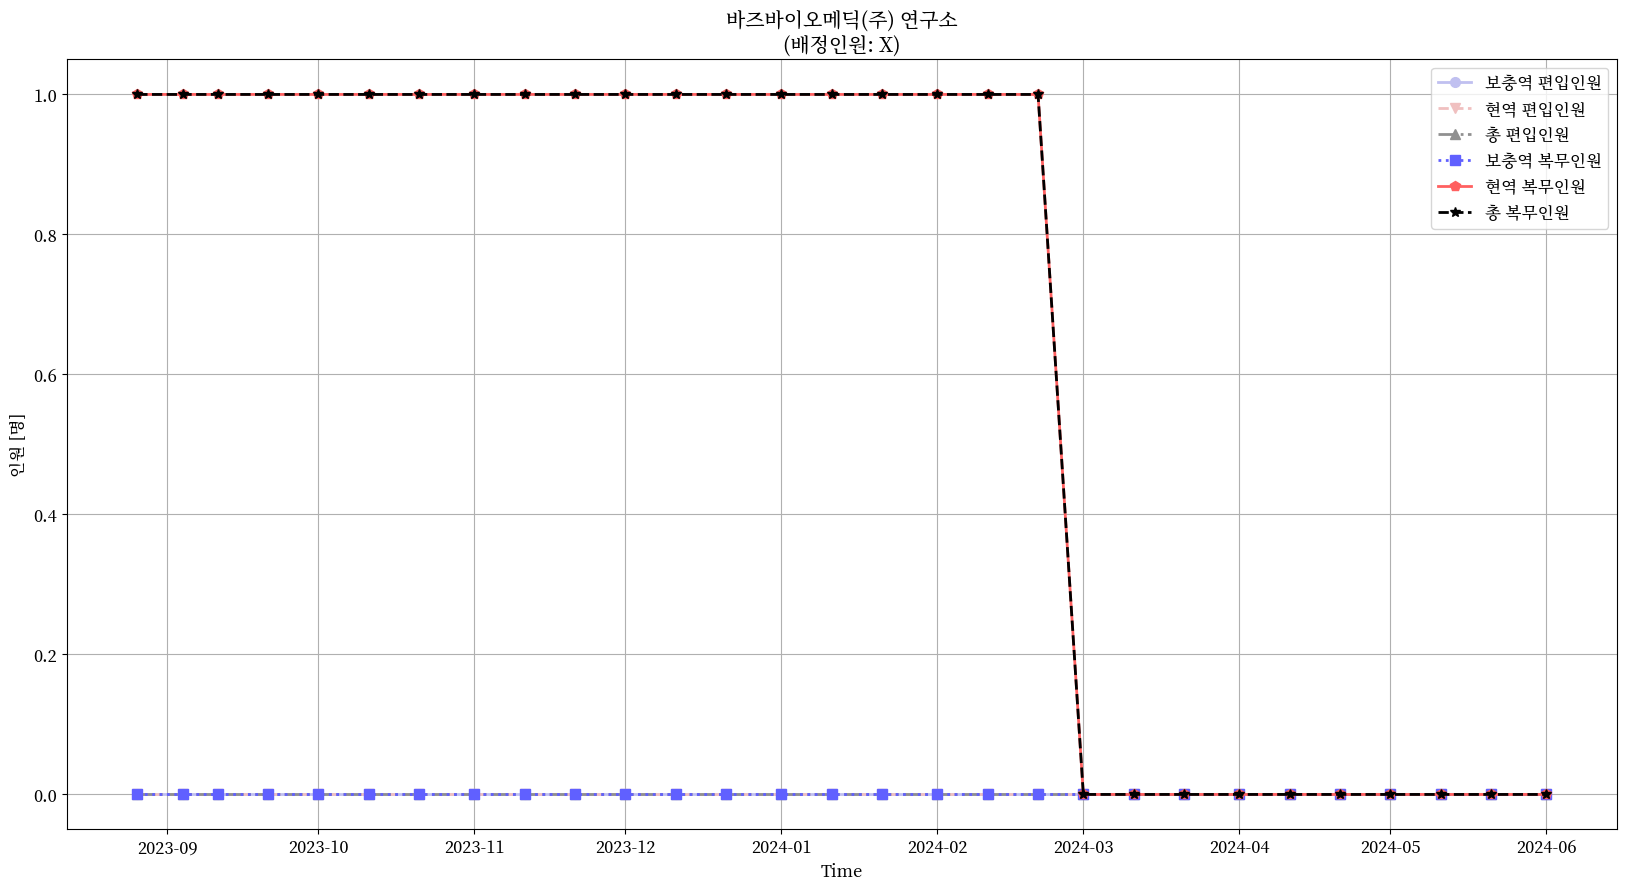 바즈바이오메딕(주) 연구소
(배정인원: X)
인원 [명]
1.0
0.8
0.6
0.4
0.2
0.0
보충역 편입인원
현역 편입인원
총 편입인원
보충역 복무인원
현역 복무인원
총 복무인원
2023-09
2023-10
2023-11
2023-12
2024-01
2024-02
2024-03
2024-04
2024-05
2024-06
Time